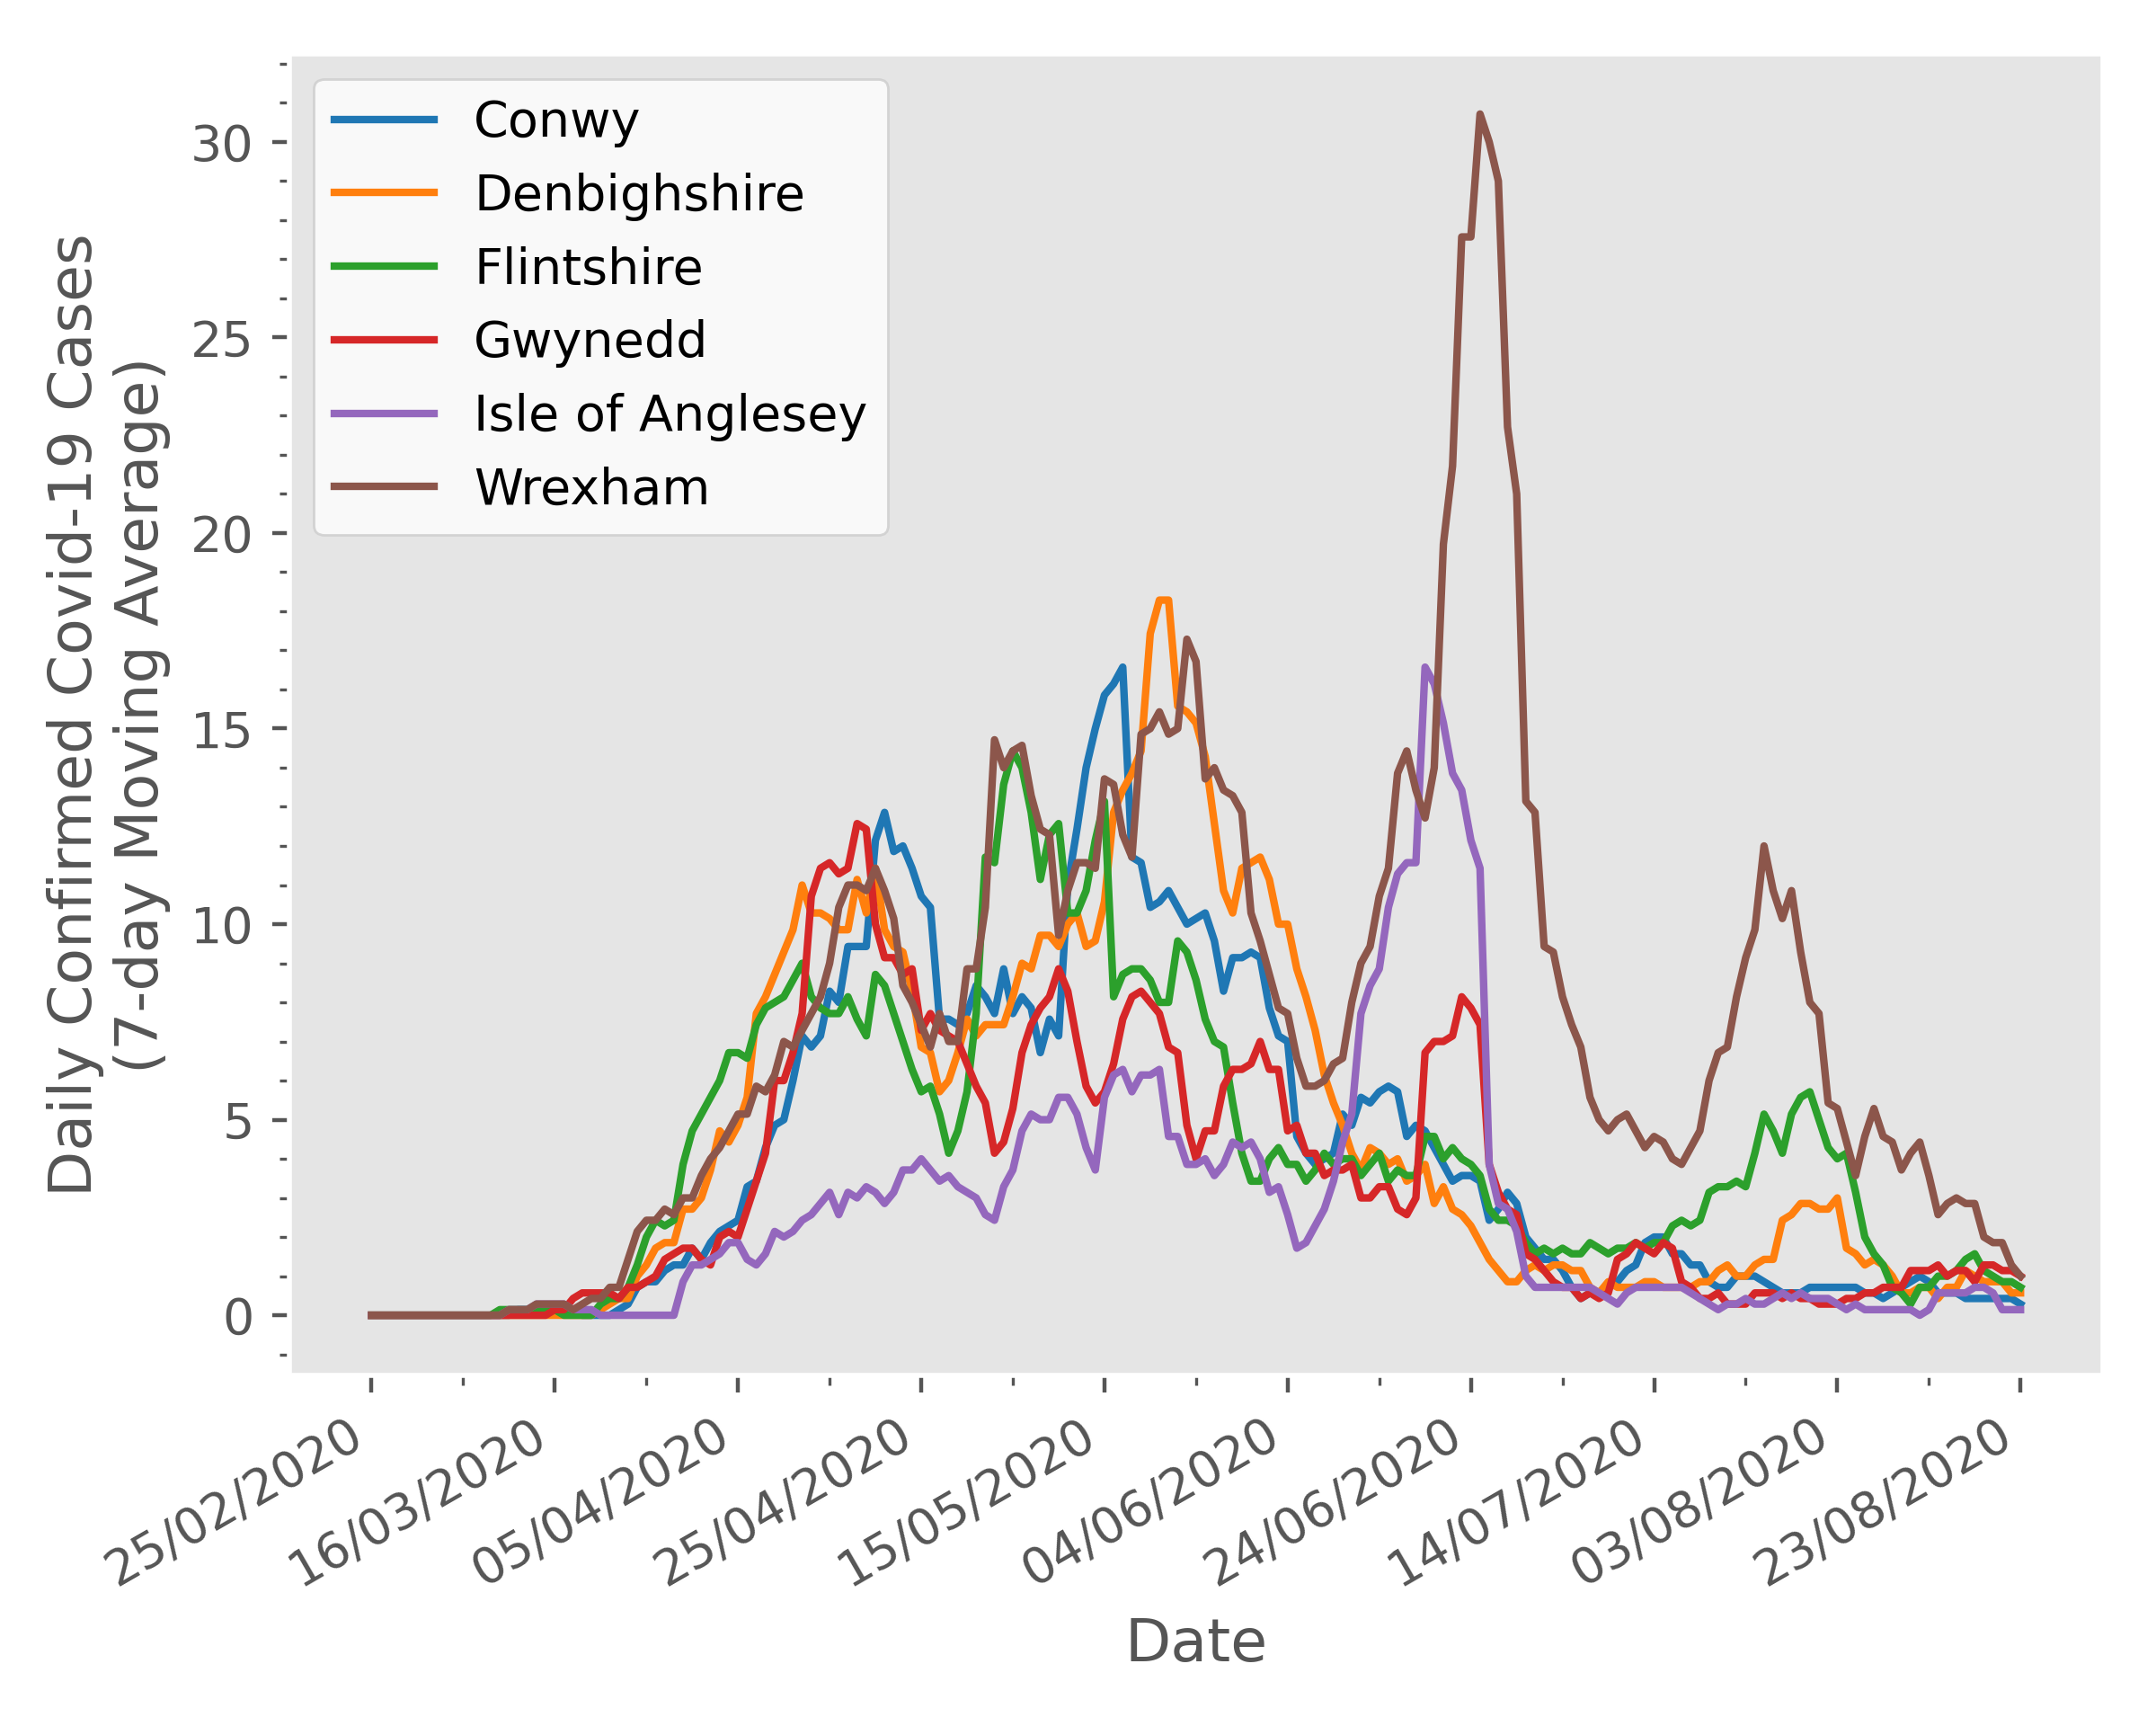 Conwy
Denbighshire
Flintshire
Gwynedd
Isle of Anglesey
Wrexham
Daily Confirmed Covid-19 Cases
(7-day Moving Average)
30
25
20
15
10
5
0
25/02/2020
16/03/2020
05/04/2020
25/04/2020
15/05/2020
04/06/2020
24/06/2020
14/07/2020
03/08/2020
23/08/2020
Date